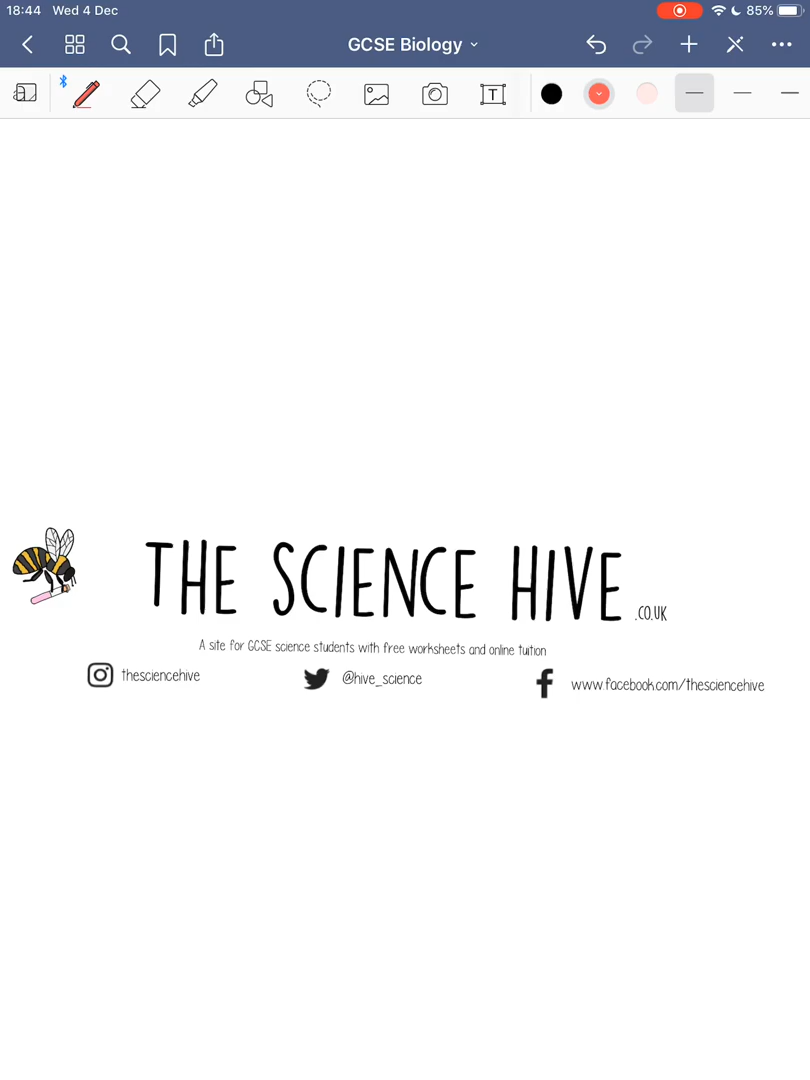 18:44 Wed 4 Dec 85%
GCSE Biology
T
THE SCIENCE HIVE .CO.UK
A site for GCSE science students with free worksheets and online tuition
thesciencehive @hive_science www.facebook.com/thesciencehive